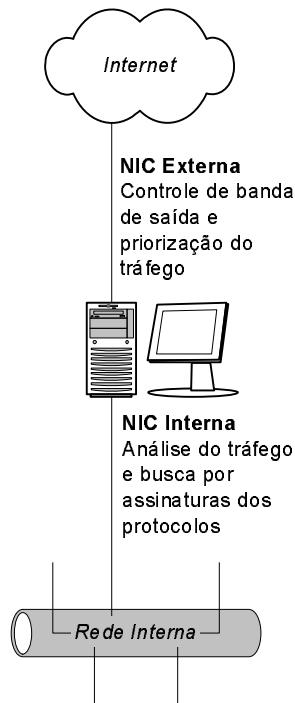 Internet
NIC Externa
Controle de banda
de saída e
priorização do
tráfego
NIC Interna
Análise do tráfego
e busca por
assinaturas dos
protocolos
Rede Interna